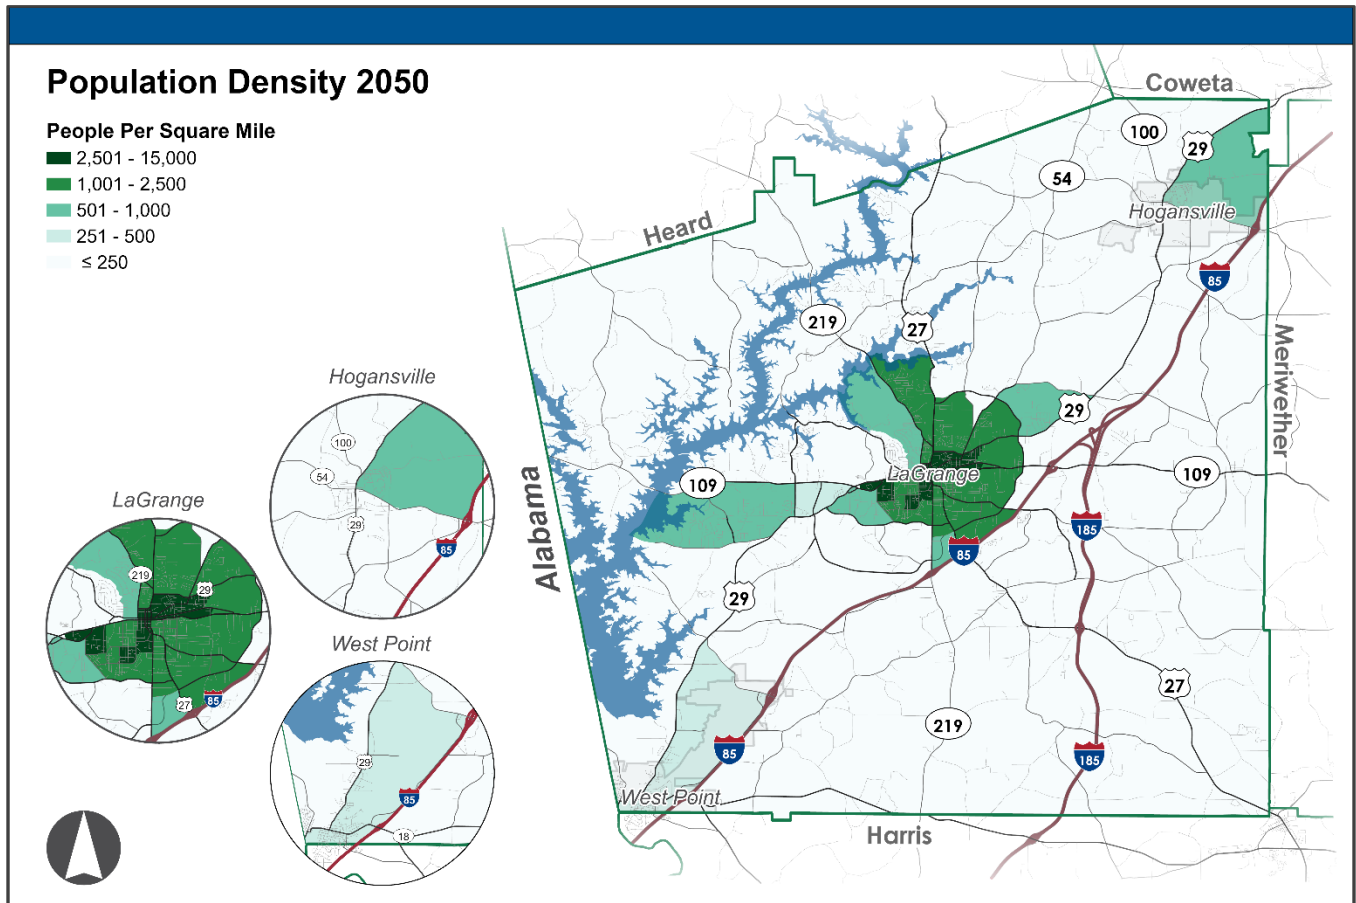 Population Density 2050
People Per Square Mile
2,501 - 15,000
1,001 - 2,500
501 - 1,000
251 - 500
≤ 250
Coweta
100
29
54
Hogansville
Heard
85
219
27
Meriwether
29
LaGrange
109
109
Alabama
185
85
29
27
219
85
185
West Point
Harris
Hogansville
100
54
29
85
LaGrange
219
29
27
85
West Point
29
85
18